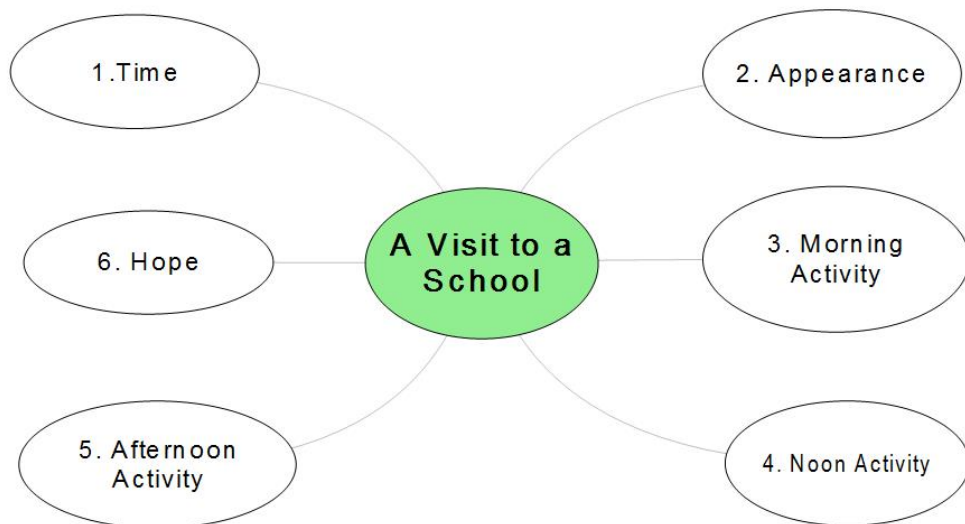 1.Time
2. Appearance
A Visit to a
School
3. Morning
Activity
6. Hope
5. Afternoon
Activity
4. Noon Activity